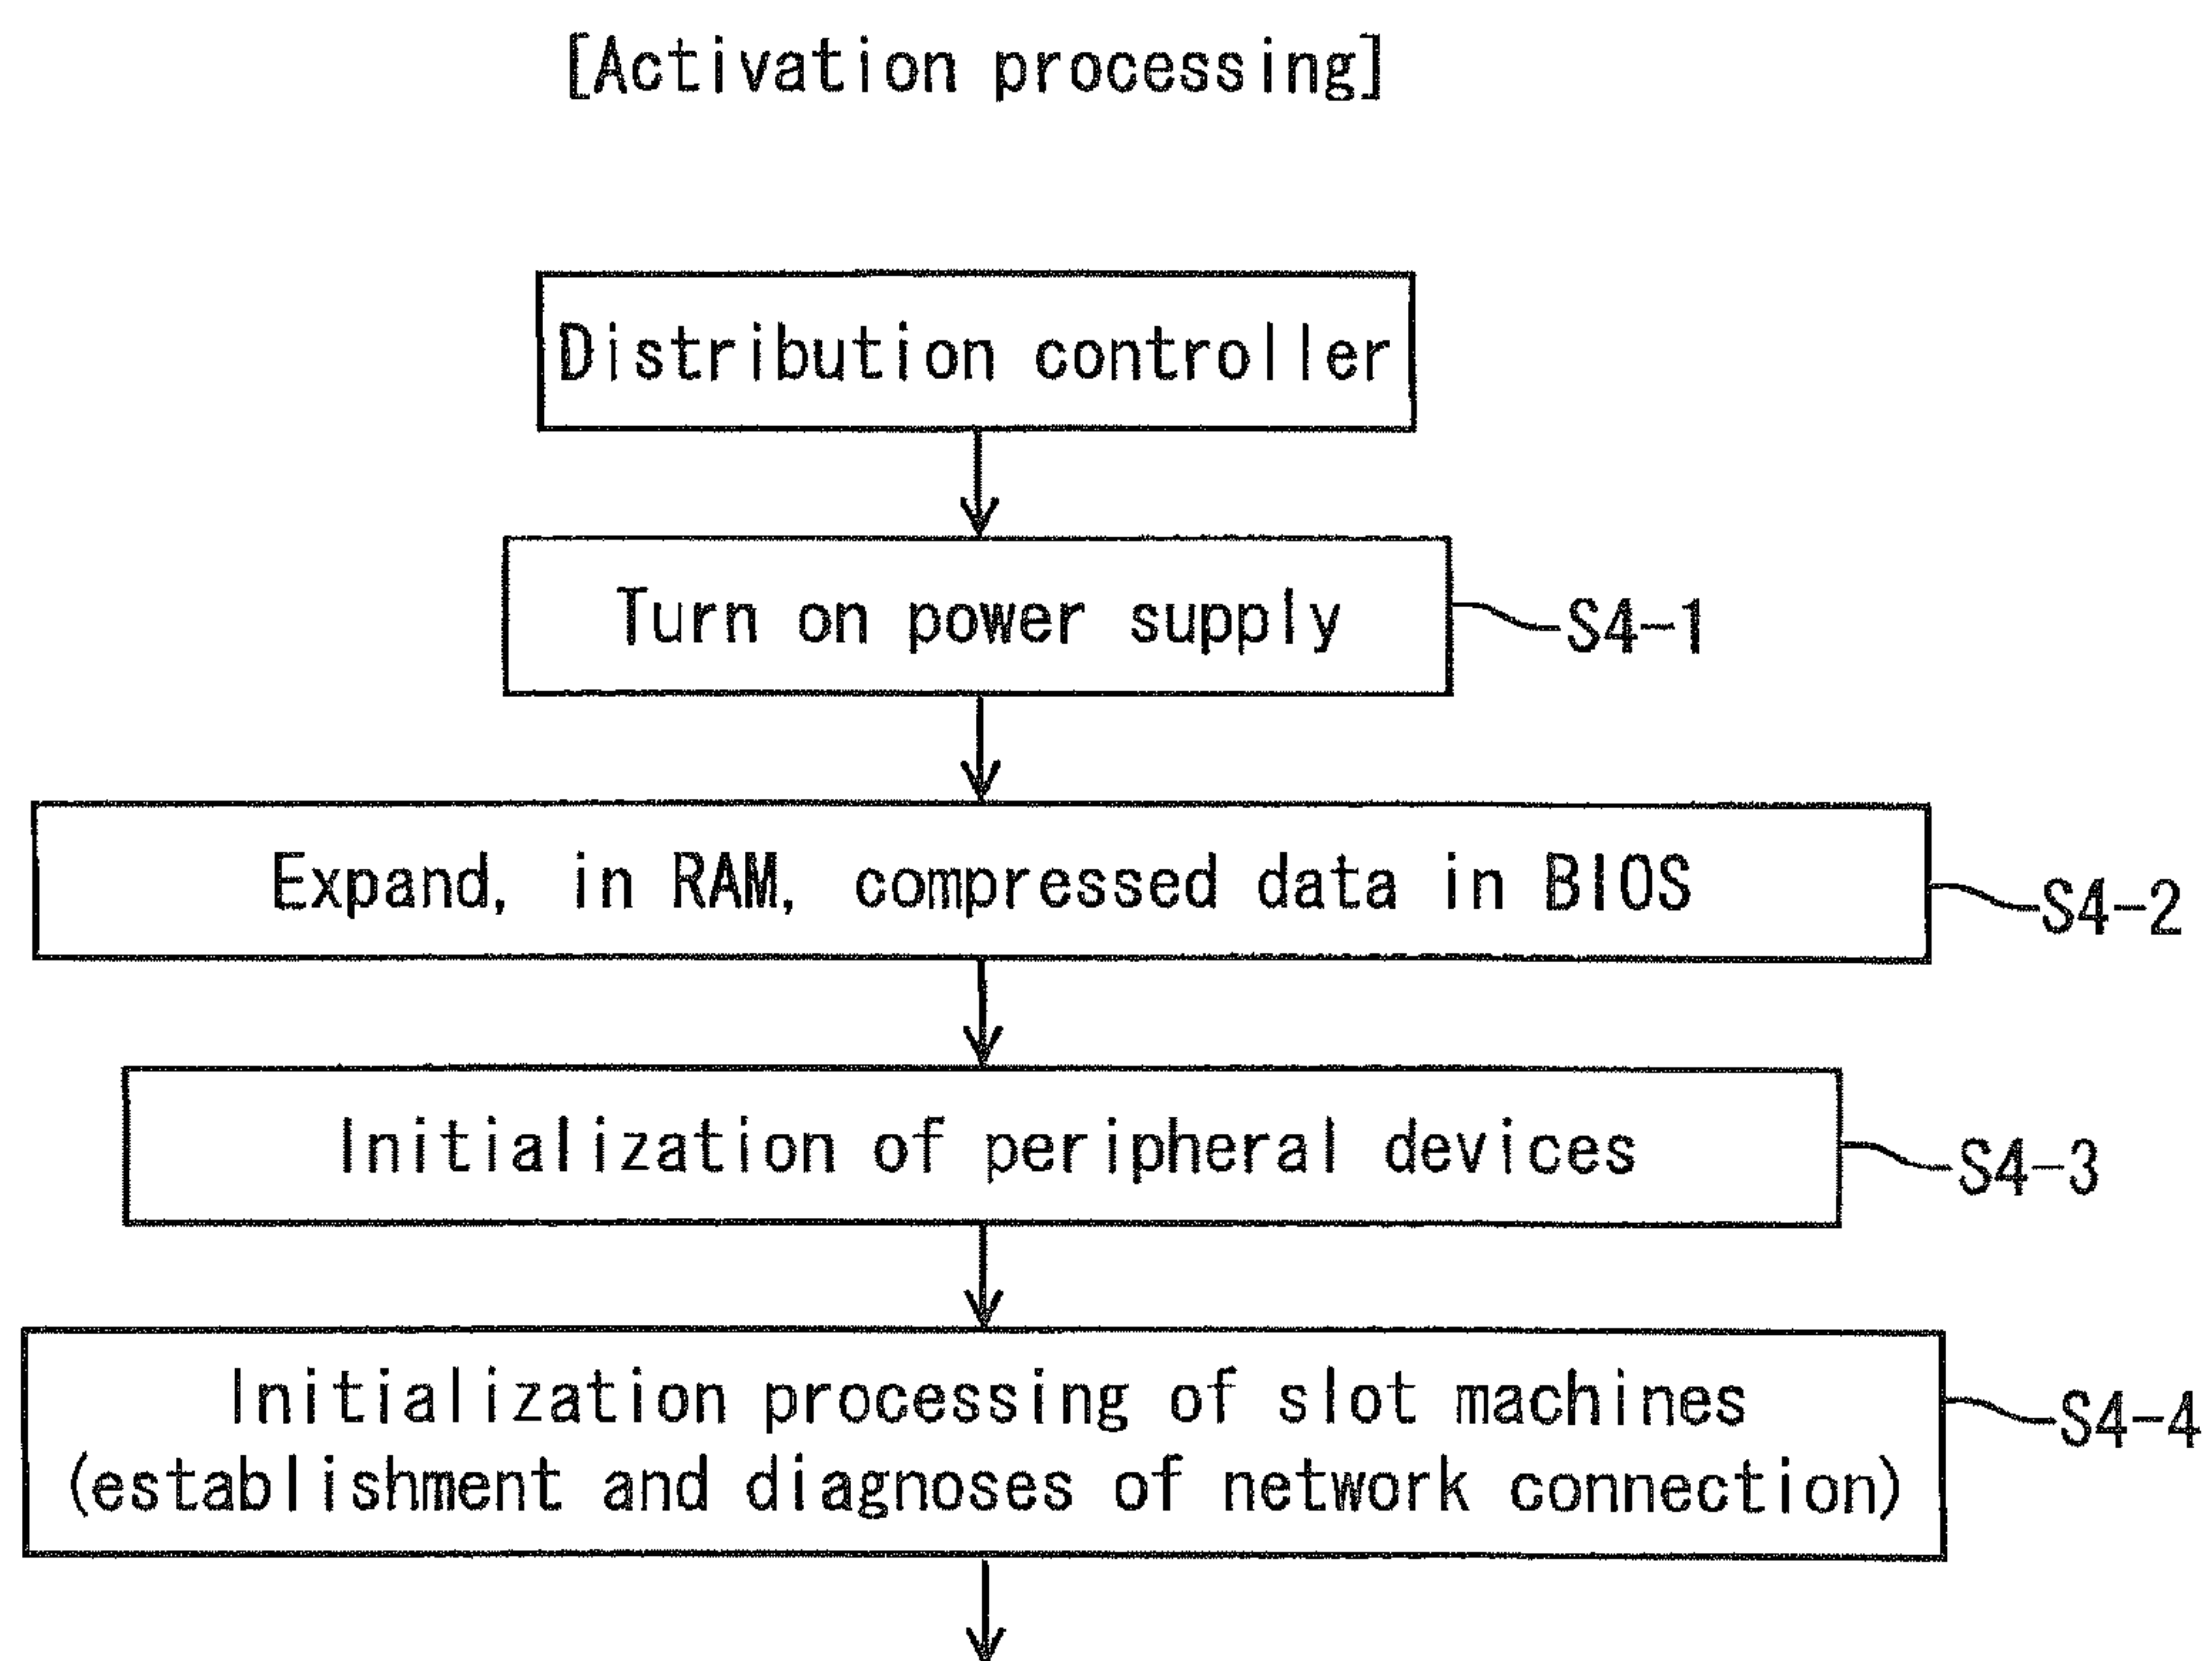 [Activation processing]
Distribution controller
Turn on power supply
S4-1
Expand, in RAM, compressed data in BIOS
S4-2
Initialization of peripheral devices
S4-3
Initialization processing of slot machines
(establishment and diagnoses of network connection)
S4-4